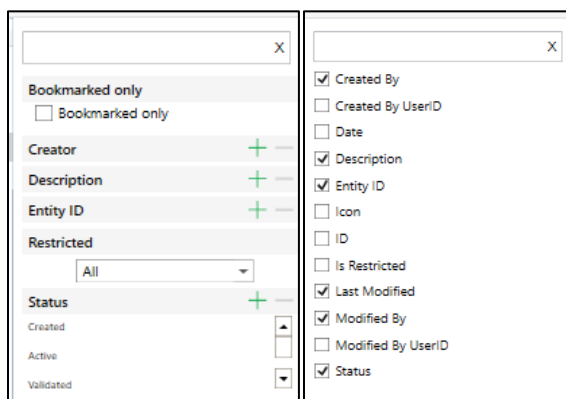 X
Bookmarked only
Bookmarked only
Creator
Description
Entity ID
Restricted
All
Status
Created
Active
Validated
X
Created By
Created By UserID
Date
Description
Entity ID
Icon
ID
Is Restricted
Last Modified
Modified By
Modified By UserID
Status